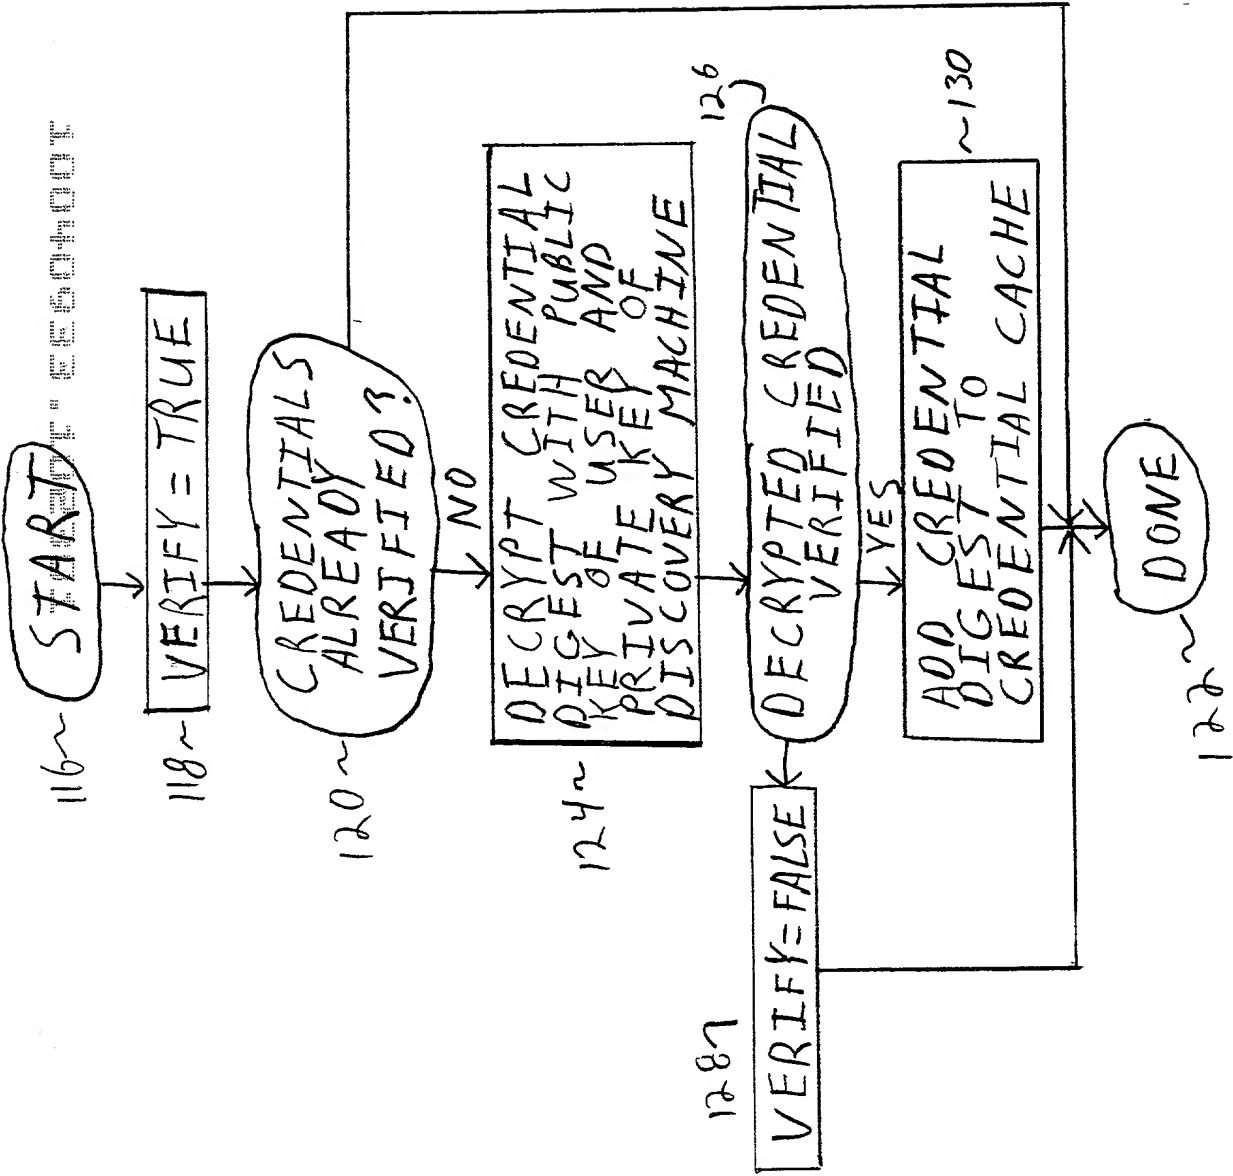 116~
START
118~
VERIFY = TRUE
120~
CREDENTIALS
ALREADY
VERIFIED?
NO
124~
DECRYPT CREDENTIAL
DIGEST WITH PUBLIC
KEY OF USER AND
PRIVATE KEY OF
DISCOVERY MACHINE
126
DECRYPTED CREDENTIAL
VERIFIED
YES
128
VERIFY=FALSE
~130
ADD CREDENTIAL
DIGEST TO
CREDENTIAL CACHE
122~
DONE